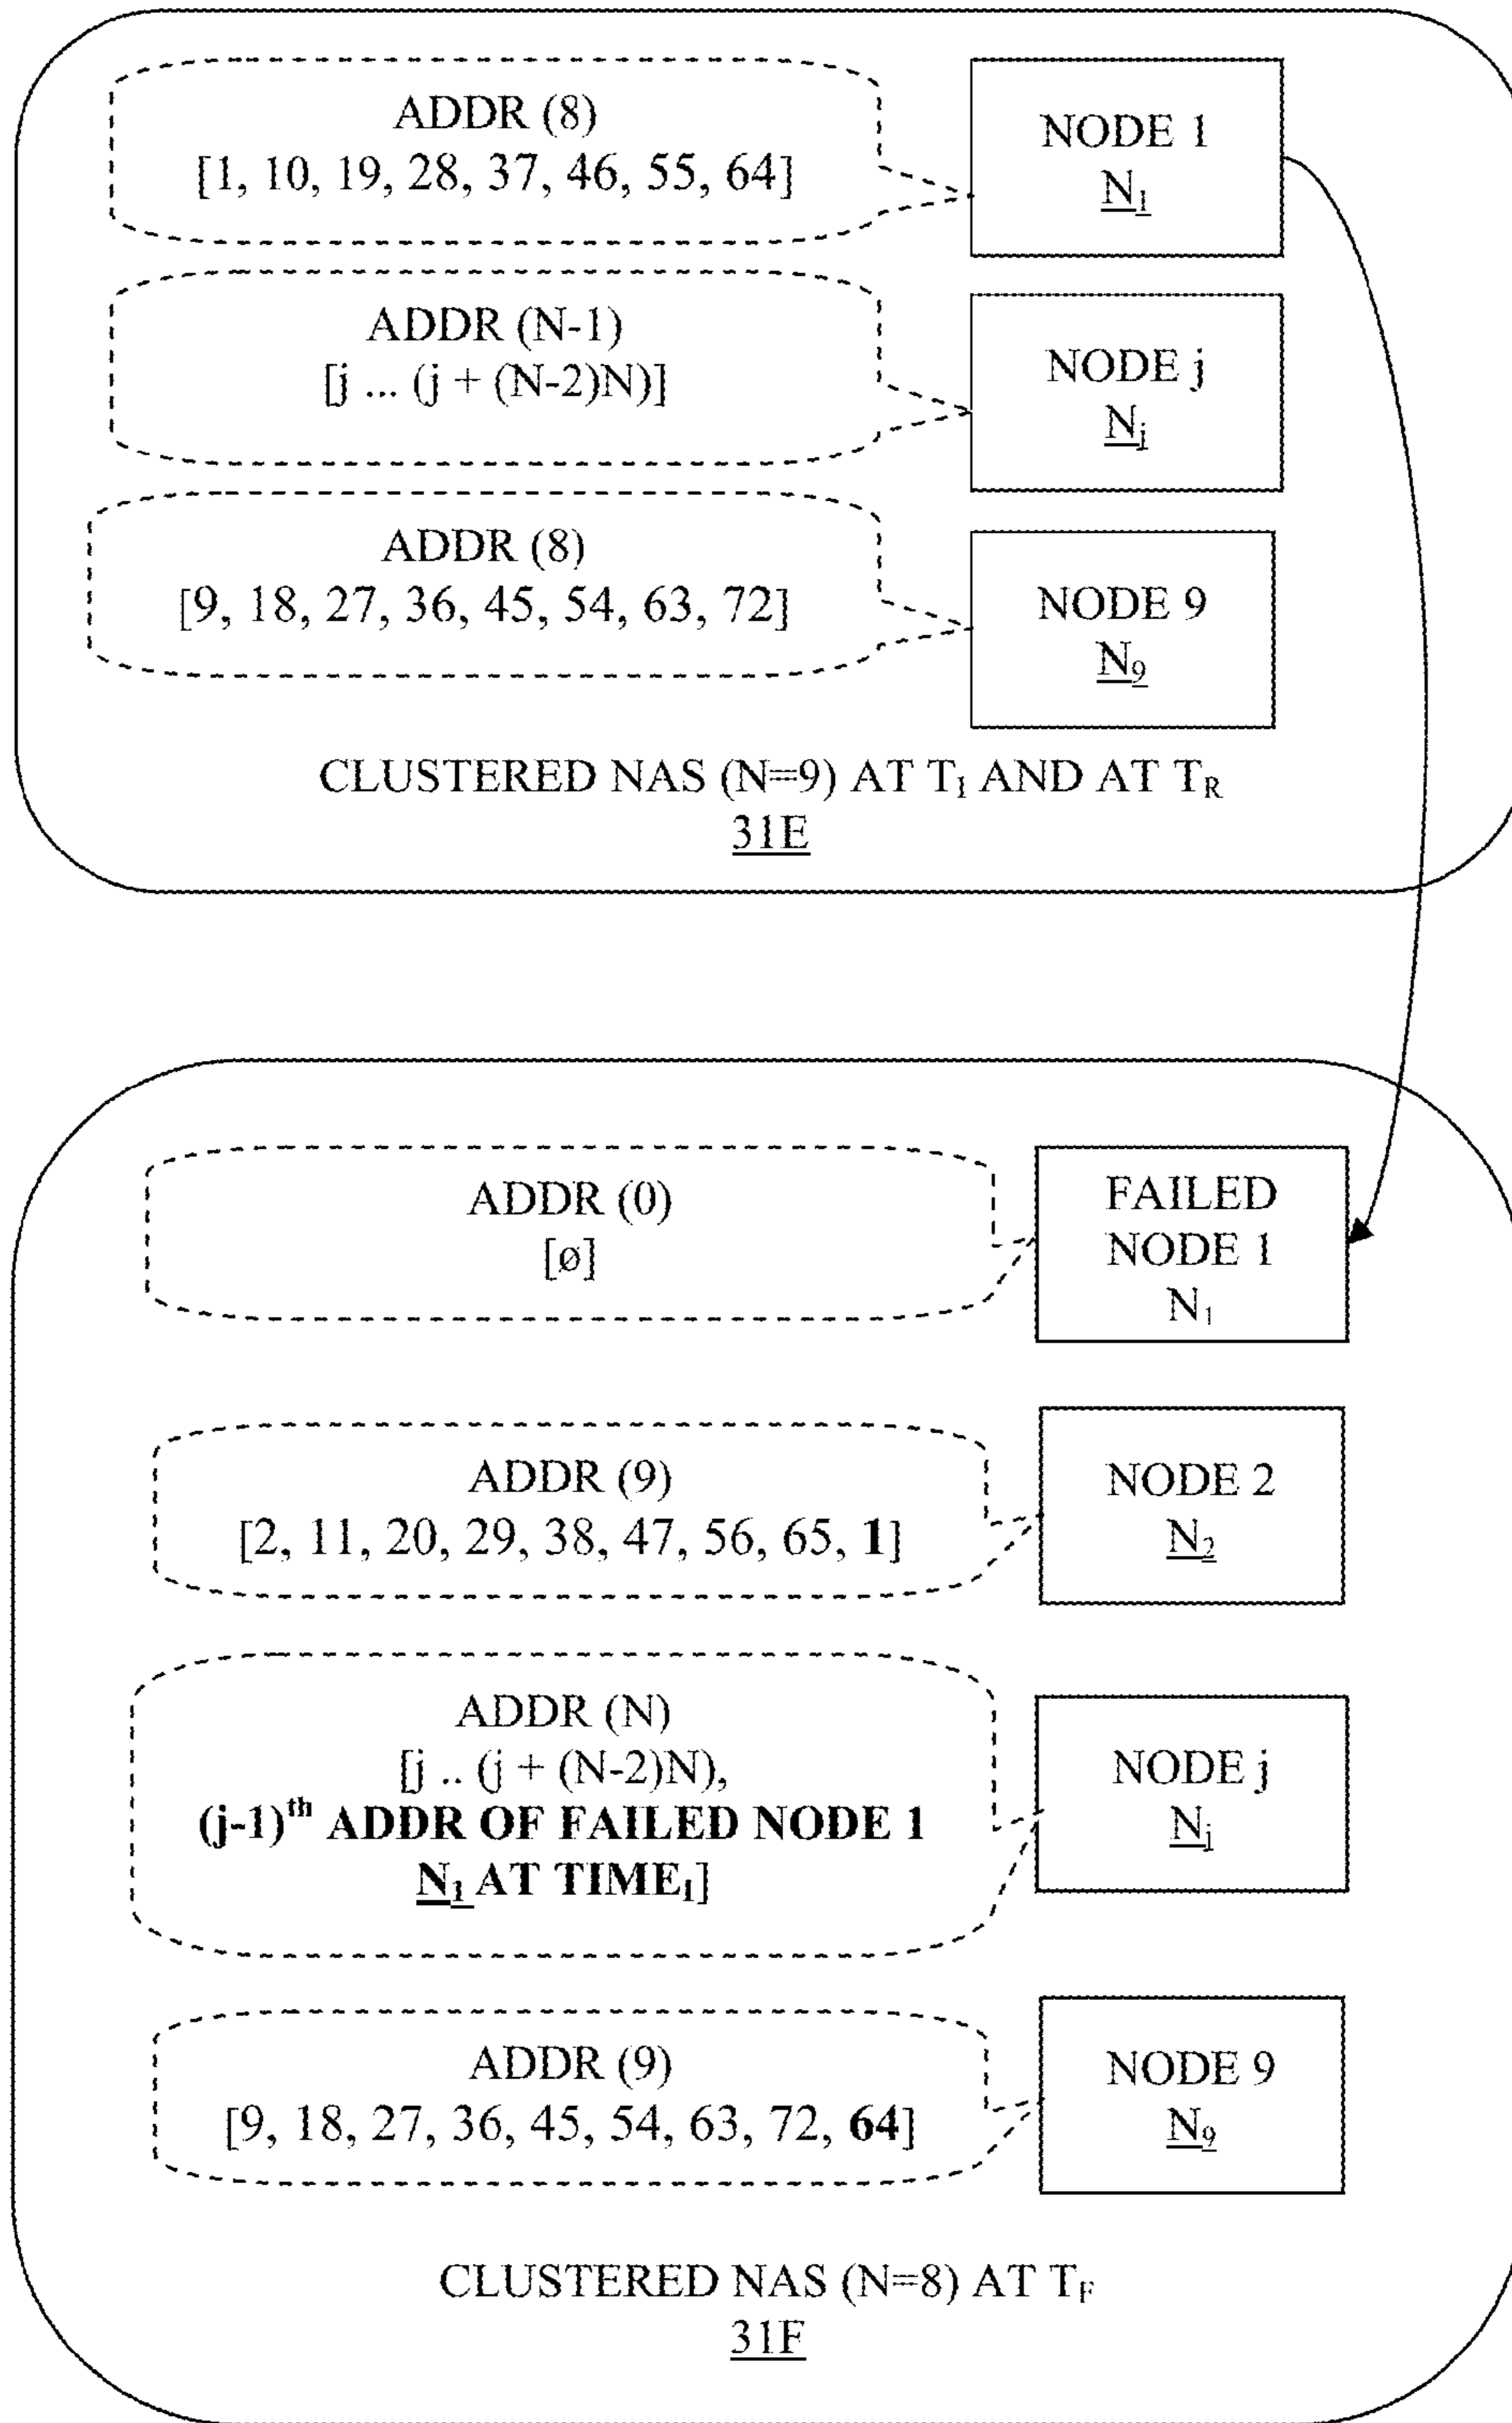 ADDR (8)
[1, 10, 19, 28, 37, 46, 55, 64]
NODE 1
N₁
ADDR (N-1)
[j ... (j + (N-2)N)]
NODE j
Nⱼ
ADDR (8)
[9, 18, 27, 36, 45, 54, 63, 72]
NODE 9
N₉
CLUSTERED NAS (N=9) AT T_I AND AT T_R
31E
ADDR (0)
[ø]
FAILED
NODE 1
N₁
ADDR (9)
[2, 11, 20, 29, 38, 47, 56, 65, 1]
NODE 2
N₂
ADDR (N)
[j .. (j + (N-2)N),
(j-1)th ADDR OF FAILED NODE 1
N₁ AT TIME_I]
NODE j
Nⱼ
ADDR (9)
[9, 18, 27, 36, 45, 54, 63, 72, 64]
NODE 9
N₉
CLUSTERED NAS (N=8) AT T_F
31F